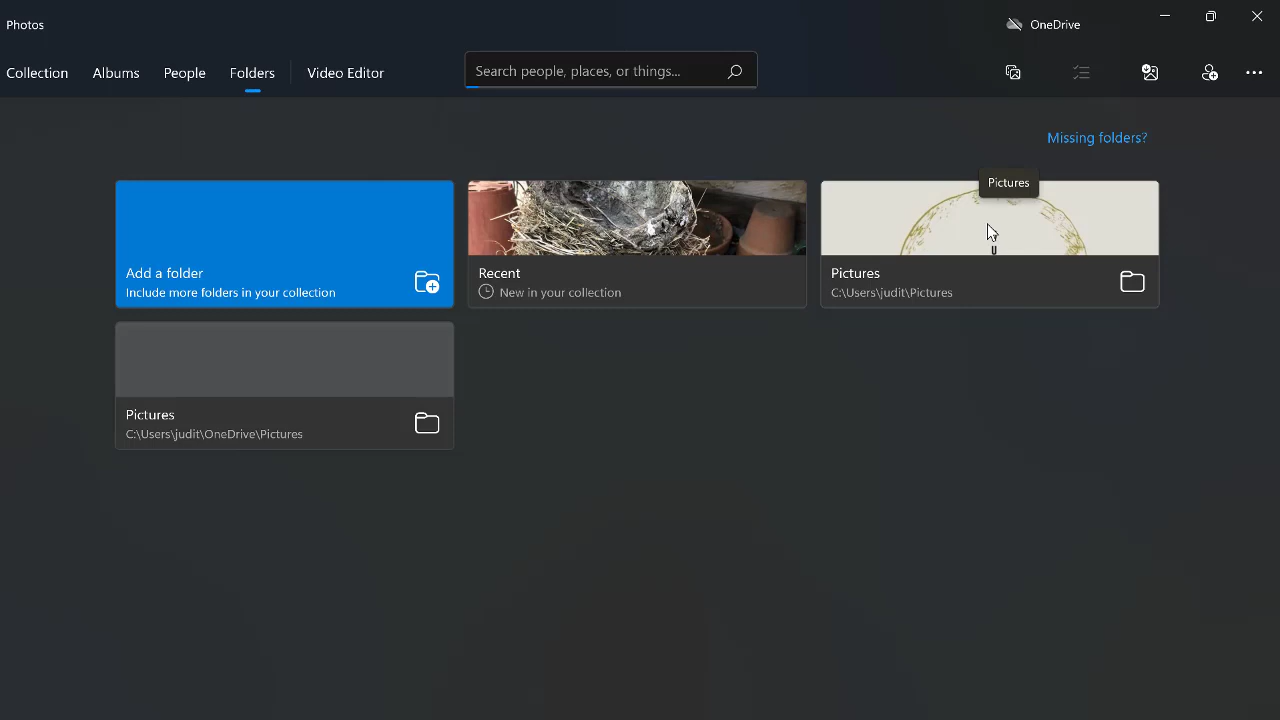 Photos
OneDrive
Collection
Albums
People
Folders
Video Editor
Search people, places, or things...
Missing folders?
Pictures
Add a folder
Include more folders in your collection
Recent
New in your collection
Pictures
C:\Users\judit\Pictures
Pictures
C:\Users\judit\OneDrive\Pictures